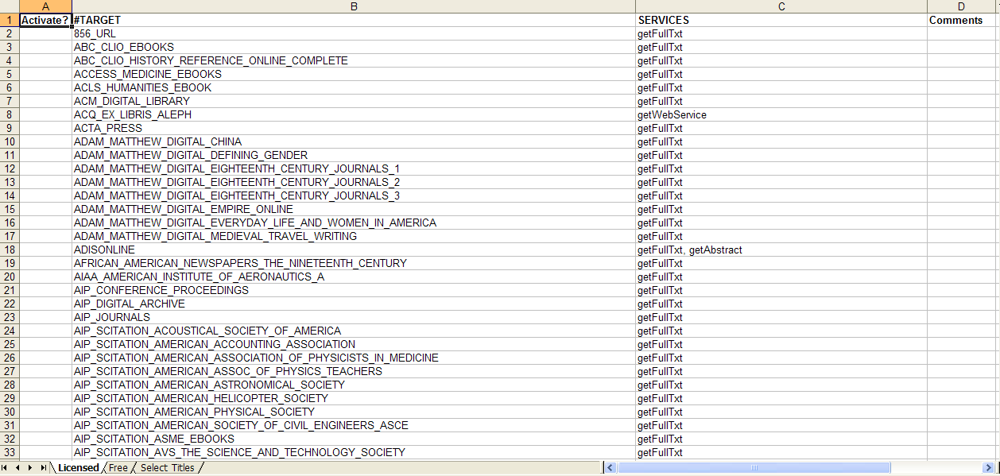 A B C D
1 Activate? #TARGET SERVICES Comments
2 856_URL getFullTxt
3 ABC_CLIO_EBOOKS getFullTxt
4 ABC_CLIO_HISTORY_REFERENCE_ONLINE_COMPLETE getFullTxt
5 ACCESS_MEDICINE_EBOOKS getFullTxt
6 ACLS_HUMANITIES_EBOOK getFullTxt
7 ACM_DIGITAL_LIBRARY getFullTxt
8 ACQ_EX_LIBRIS_ALEPH getWebService
9 ACTA_PRESS getFullTxt
10 ADAM_MATTHEW_DIGITAL_CHINA getFullTxt
11 ADAM_MATTHEW_DIGITAL_DEFINING_GENDER getFullTxt
12 ADAM_MATTHEW_DIGITAL_EIGHTEENTH_CENTURY_JOURNALS_1 getFullTxt
13 ADAM_MATTHEW_DIGITAL_EIGHTEENTH_CENTURY_JOURNALS_2 getFullTxt
14 ADAM_MATTHEW_DIGITAL_EIGHTEENTH_CENTURY_JOURNALS_3 getFullTxt
15 ADAM_MATTHEW_DIGITAL_EMPIRE_ONLINE getFullTxt
16 ADAM_MATTHEW_DIGITAL_EVERYDAY_LIFE_AND_WOMEN_IN_AMERICA getFullTxt
17 ADAM_MATTHEW_DIGITAL_MEDIEVAL_TRAVEL_WRITING getFullTxt
18 ADISONLINE getFullTxt, getAbstract
19 AFRICAN_AMERICAN_NEWSPAPERS_THE_NINETEENTH_CENTURY getFullTxt
20 AIAA_AMERICAN_INSTITUTE_OF_AERONAUTICS_A getFullTxt
21 AIP_CONFERENCE_PROCEEDINGS getFullTxt
22 AIP_DIGITAL_ARCHIVE getFullTxt
23 AIP_JOURNALS getFullTxt
24 AIP_SCITATION_ACOUSTICAL_SOCIETY_OF_AMERICA getFullTxt
25 AIP_SCITATION_AMERICAN_ACCOUNTING_ASSOCIATION getFullTxt
26 AIP_SCITATION_AMERICAN_ASSOCIATION_OF_PHYSICISTS_IN_MEDICINE getFullTxt
27 AIP_SCITATION_AMERICAN_ASSOC_OF_PHYSICS_TEACHERS getFullTxt
28 AIP_SCITATION_AMERICAN_ASTRONOMICAL_SOCIETY getFullTxt
29 AIP_SCITATION_AMERICAN_HELICOPTER_SOCIETY getFullTxt
30 AIP_SCITATION_AMERICAN_PHYSICAL_SOCIETY getFullTxt
31 AIP_SCITATION_AMERICAN_SOCIETY_OF_CIVIL_ENGINEERS_ASCE getFullTxt
32 AIP_SCITATION_ASME_EBOOKS getFullTxt
33 AIP_SCITATION_AVS_THE_SCIENCE_AND_TECHNOLOGY_SOCIETY getFullTxt
Licensed Free Select Titles